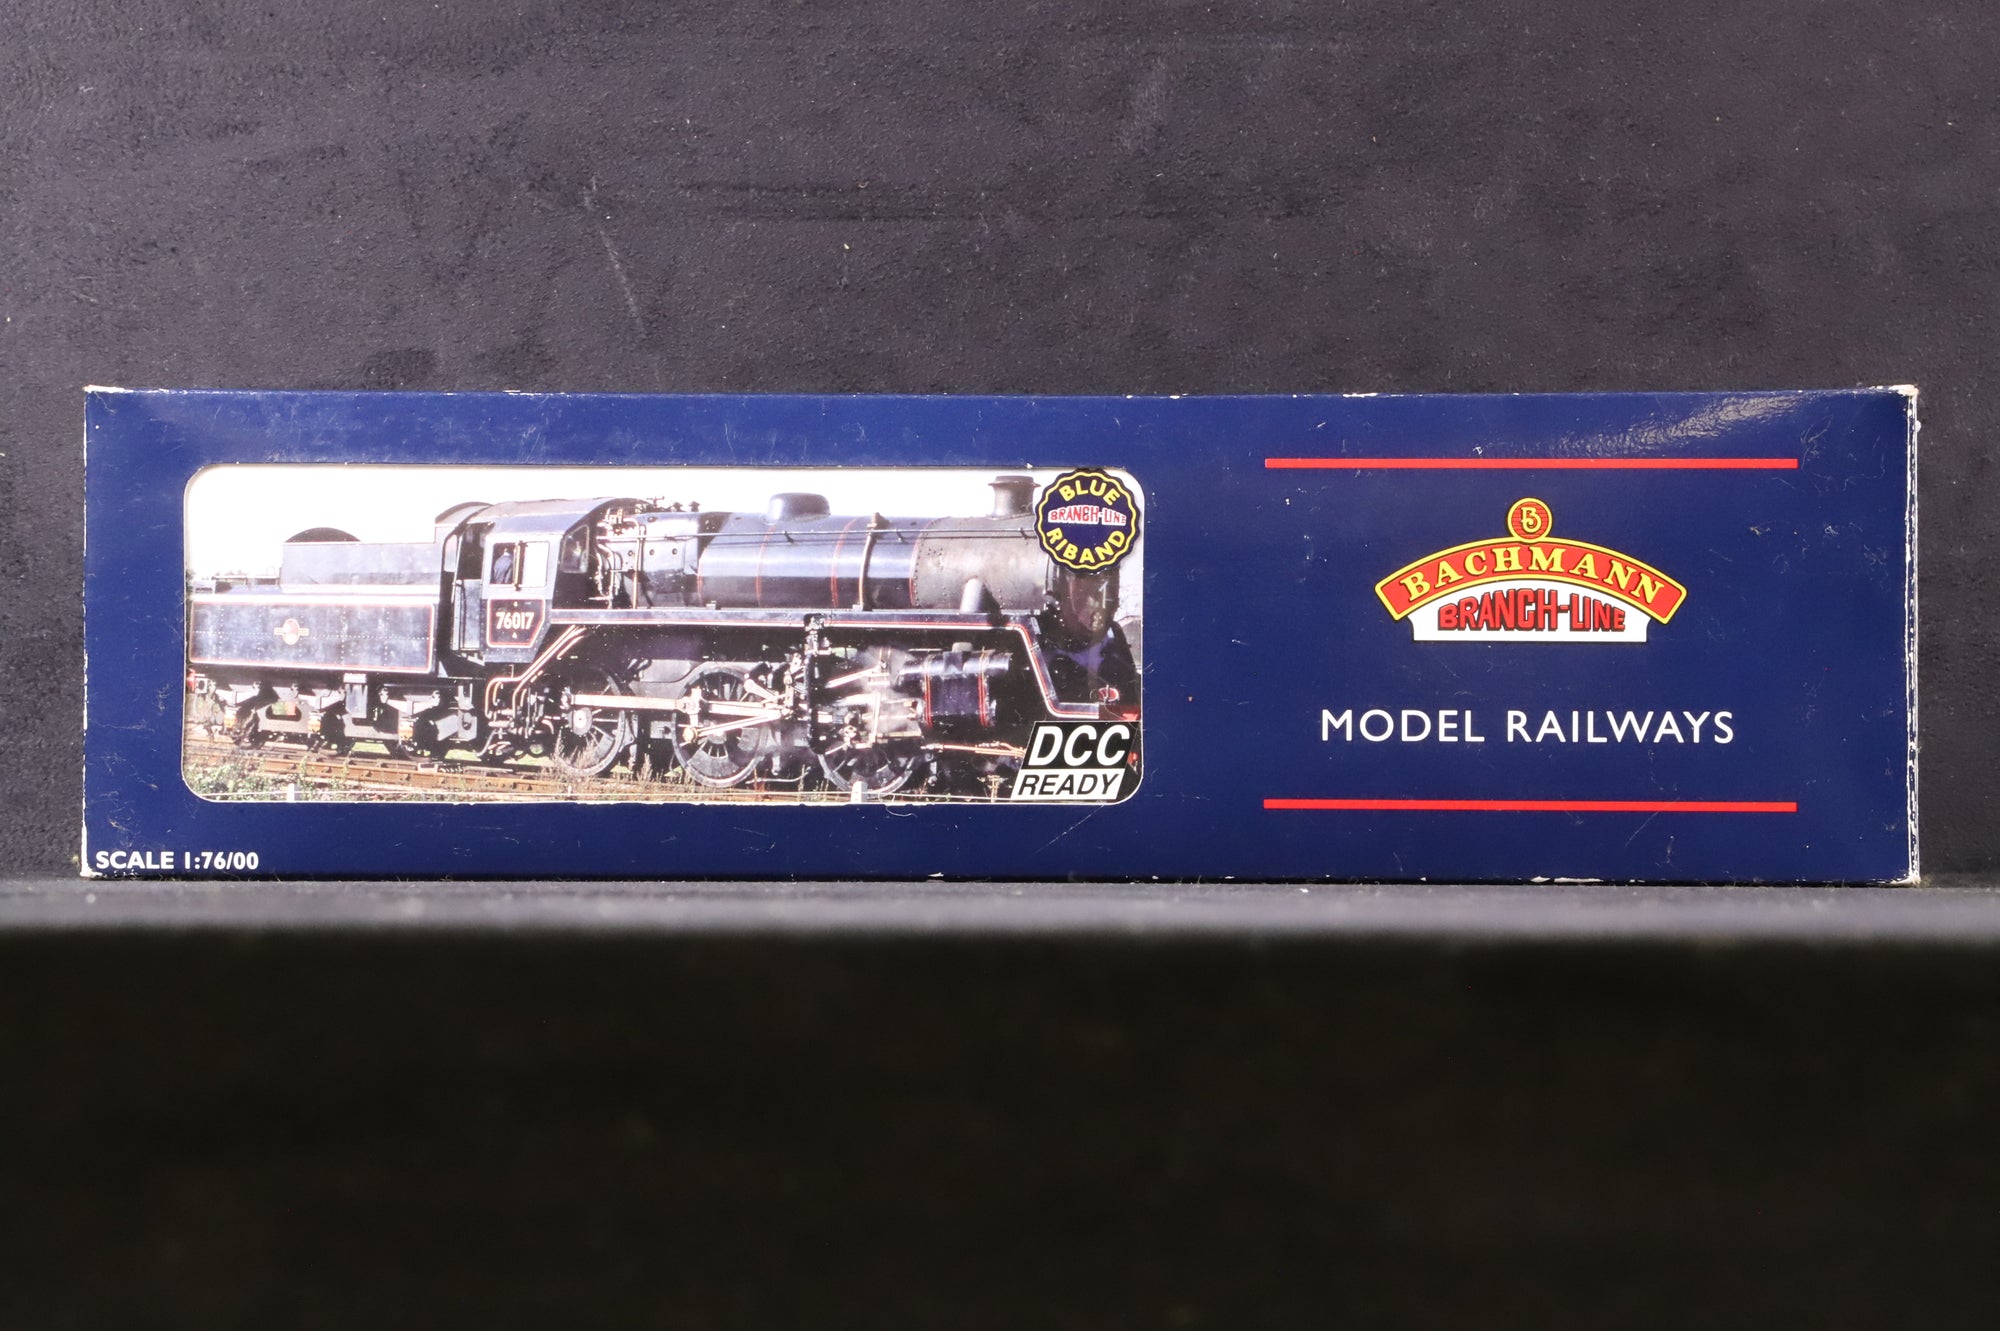 BLUE
BRANCH-LINE
RIBAND
76017
DCC
READY
SCALE 1:76/00
B
BACHMANN
BRANCH-LINE
MODEL RAILWAYS